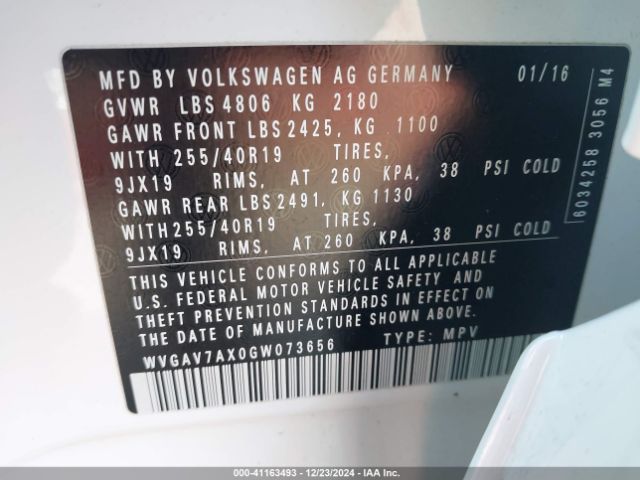 MFD BY VOLKSWAGEN AG GERMANY 01/16
GVWR LBS 4806 KG 2180
GAWR FRONT LBS 2425, KG 1100
WITH 255/40R19 TIRES,
9JX19 RIMS, AT 260 KPA, 38 PSI COLD
GAWR REAR LBS 2491, KG 1130
WITH 255/40R19 TIRES,
9JX19 RIMS, AT 260 KPA, 38 PSI COLD
THIS VEHICLE CONFORMS TO ALL APPLICABLE
U.S. FEDERAL MOTOR VEHICLE SAFETY AND
THEFT PREVENTION STANDARDS IN EFFECT ON
THE DATE OF MANUFACTURE SHOWN ABOVE.
WVGAV7AX0GW073656 TYPE: MPV
6034258 3056 M4
000-41163493 - 12/23/2024 - IAA Inc.